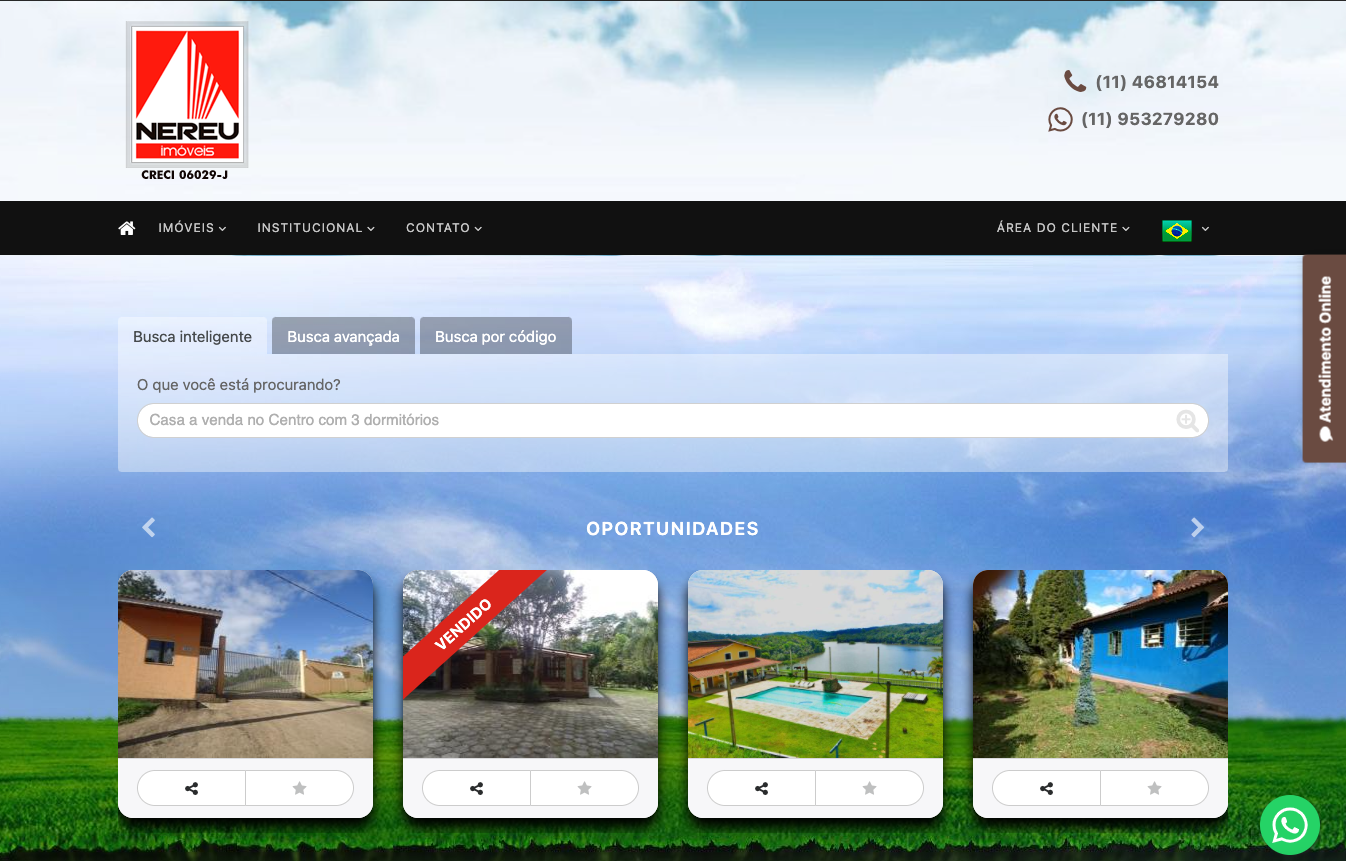 NEREU
imóveis
CRECI 06029-J
(11) 46814154
(11) 953279280
IMÓVEIS
INSTITUCIONAL
CONTATO
ÁREA DO CLIENTE
Atendimento Online
Busca inteligente
Busca avançada
Busca por código
O que você está procurando?
Casa a venda no Centro com 3 dormitórios
OPORTUNIDADES
VENDIDO